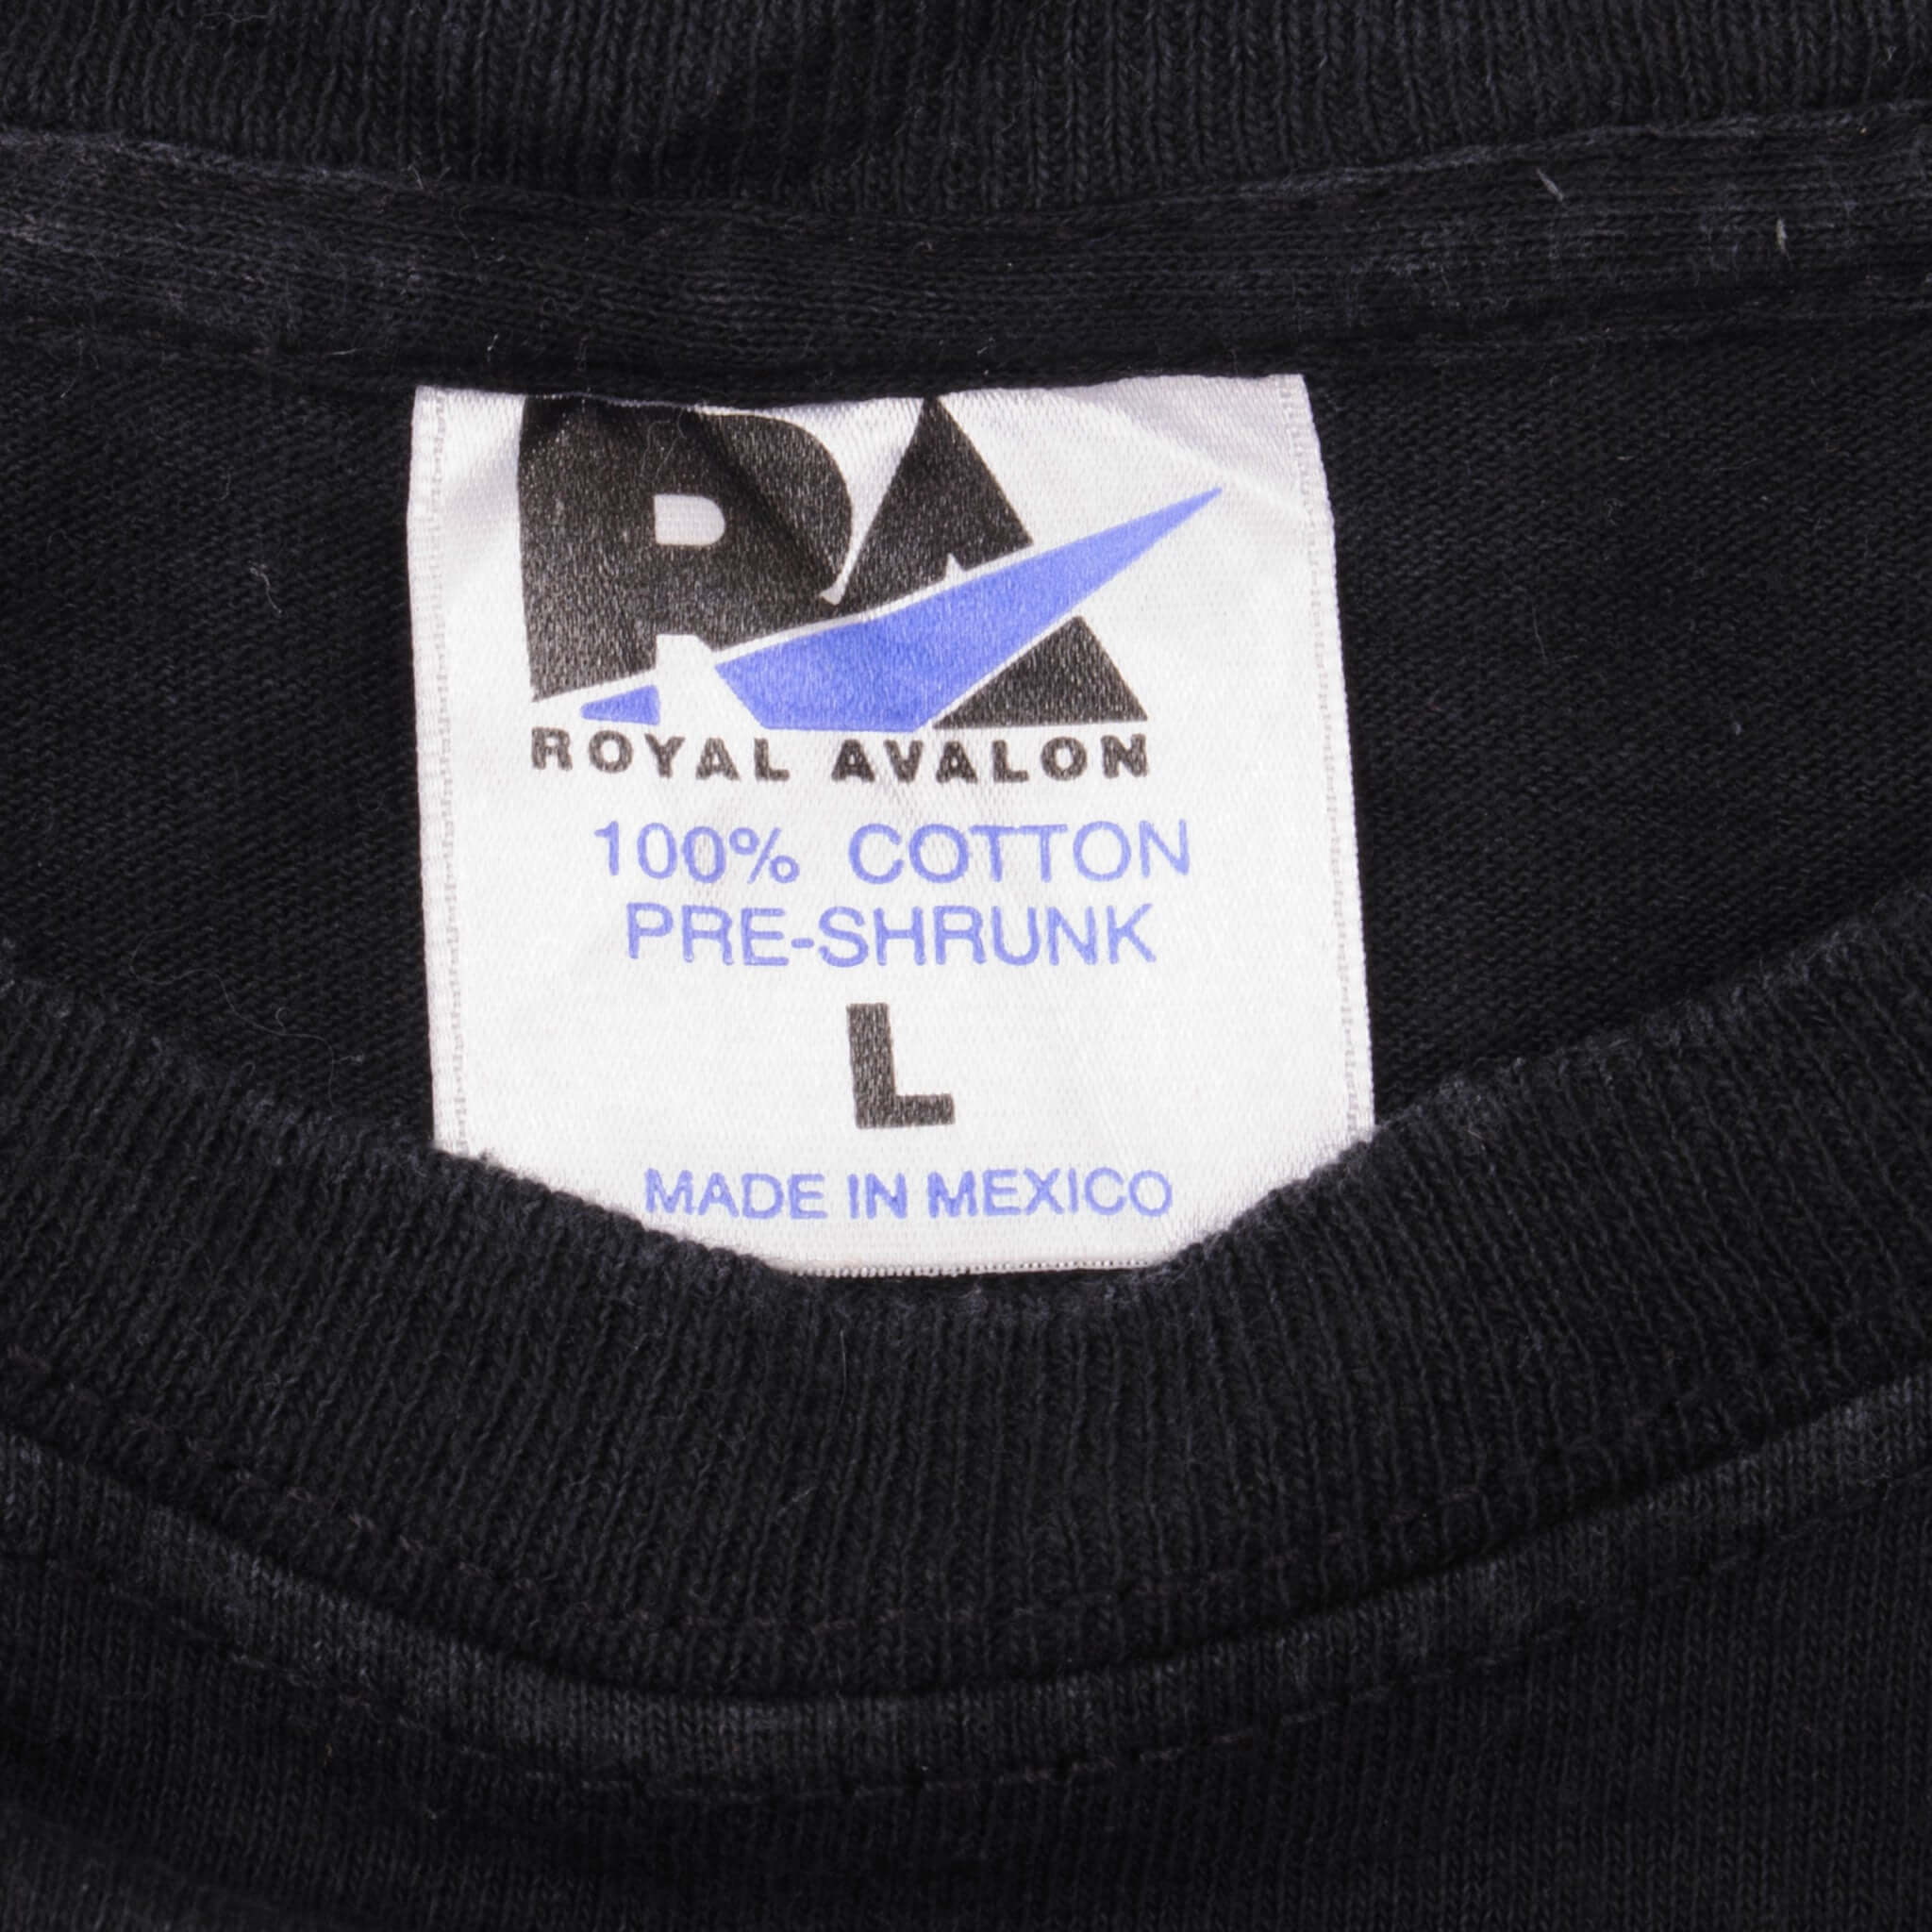 RA
ROYAL AVALON
100% COTTON
PRE-SHRUNK
L
MADE IN MEXICO